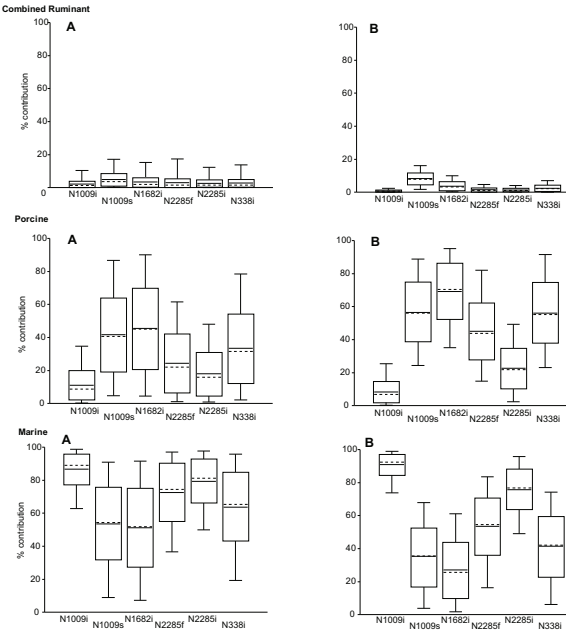 Combined Ruminant
A
B
% contribution
100
80
60
40
20
0
N1009i
N1009s
N1682i
N2285f
N2285i
N338i
100
80
60
40
20
0
N1009i
N1009s
N1682i
N2285f
N2285i
N338i
Porcine
A
B
% contribution
100
80
60
40
20
0
N1009i
N1009s
N1682i
N2285f
N2285i
N338i
100
80
60
40
20
0
N1009i
N1009s
N1682i
N2285f
N2285i
N338i
Marine
A
B
% contribution
100
80
60
40
20
0
N1009i
N1009s
N1682i
N2285f
N2285i
N338i
100
80
60
40
20
0
N1009i
N1009s
N1682i
N2285f
N2285i
N338i